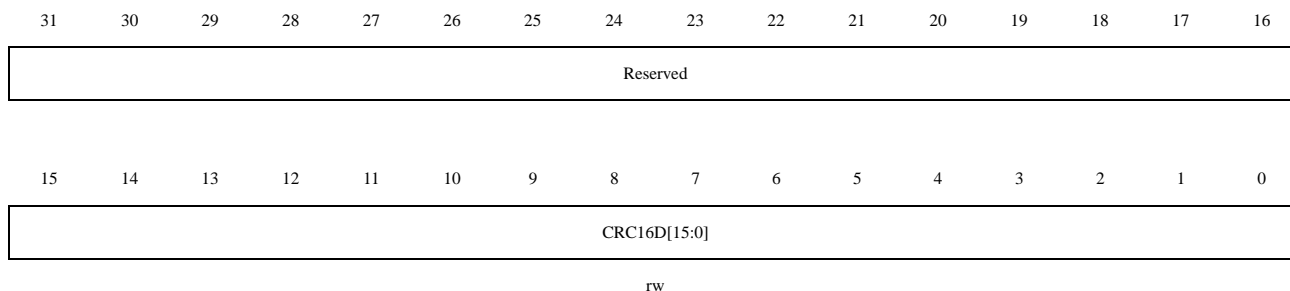 31 30 29 28 27 26 25 24 23 22 21 20 19 18 17 16
Reserved
15 14 13 12 11 10 9 8 7 6 5 4 3 2 1 0
CRC16D[15:0]
rw